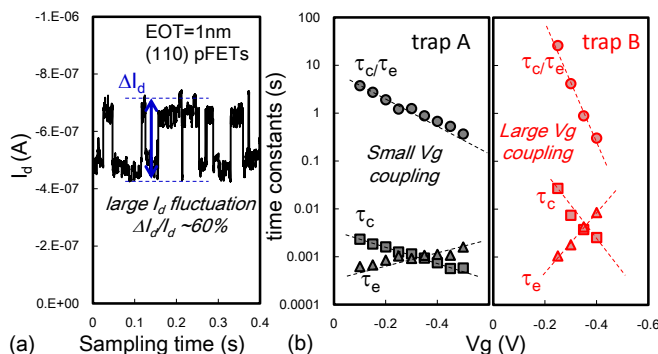 -1.E-06
-8.E-07
-6.E-07
-4.E-07
-2.E-07
0.E+00
I_d (A)
EOT=1nm
(110) pFETs
ΔI_d
large I_d fluctuation
ΔI_d/I_d ~60%
0 0.1 0.2 0.3 0.4
(a) Sampling time (s)
time constants (s)
100
10
1
0.1
0.01
0.001
0.0001
trap A
τ_c/τ_e
Small Vg
coupling
τ_c
τ_e
0 -0.2 -0.4
trap B
τ_c/τ_e
Large Vg
coupling
τ_c
τ_e
0 -0.2 -0.4 -0.6
(b) Vg (V)